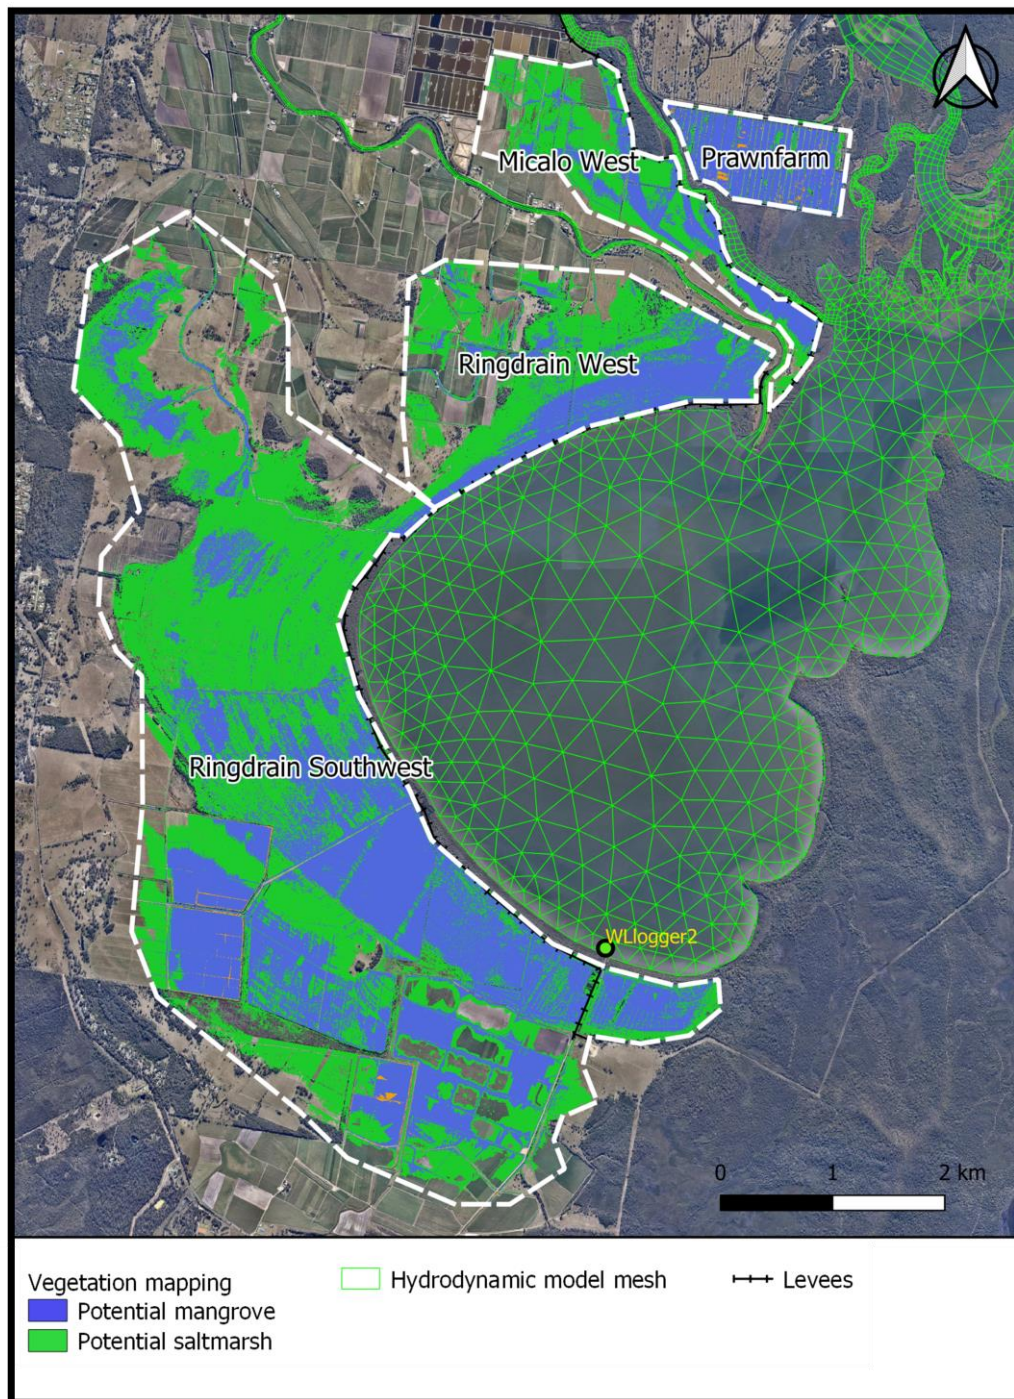 Micalo West
Prawnfarm
Ringdrain West
Ringdrain Southwest
WLlogger2
0 1 2 km
Vegetation mapping
Potential mangrove
Potential saltmarsh
Hydrodynamic model mesh
Levees